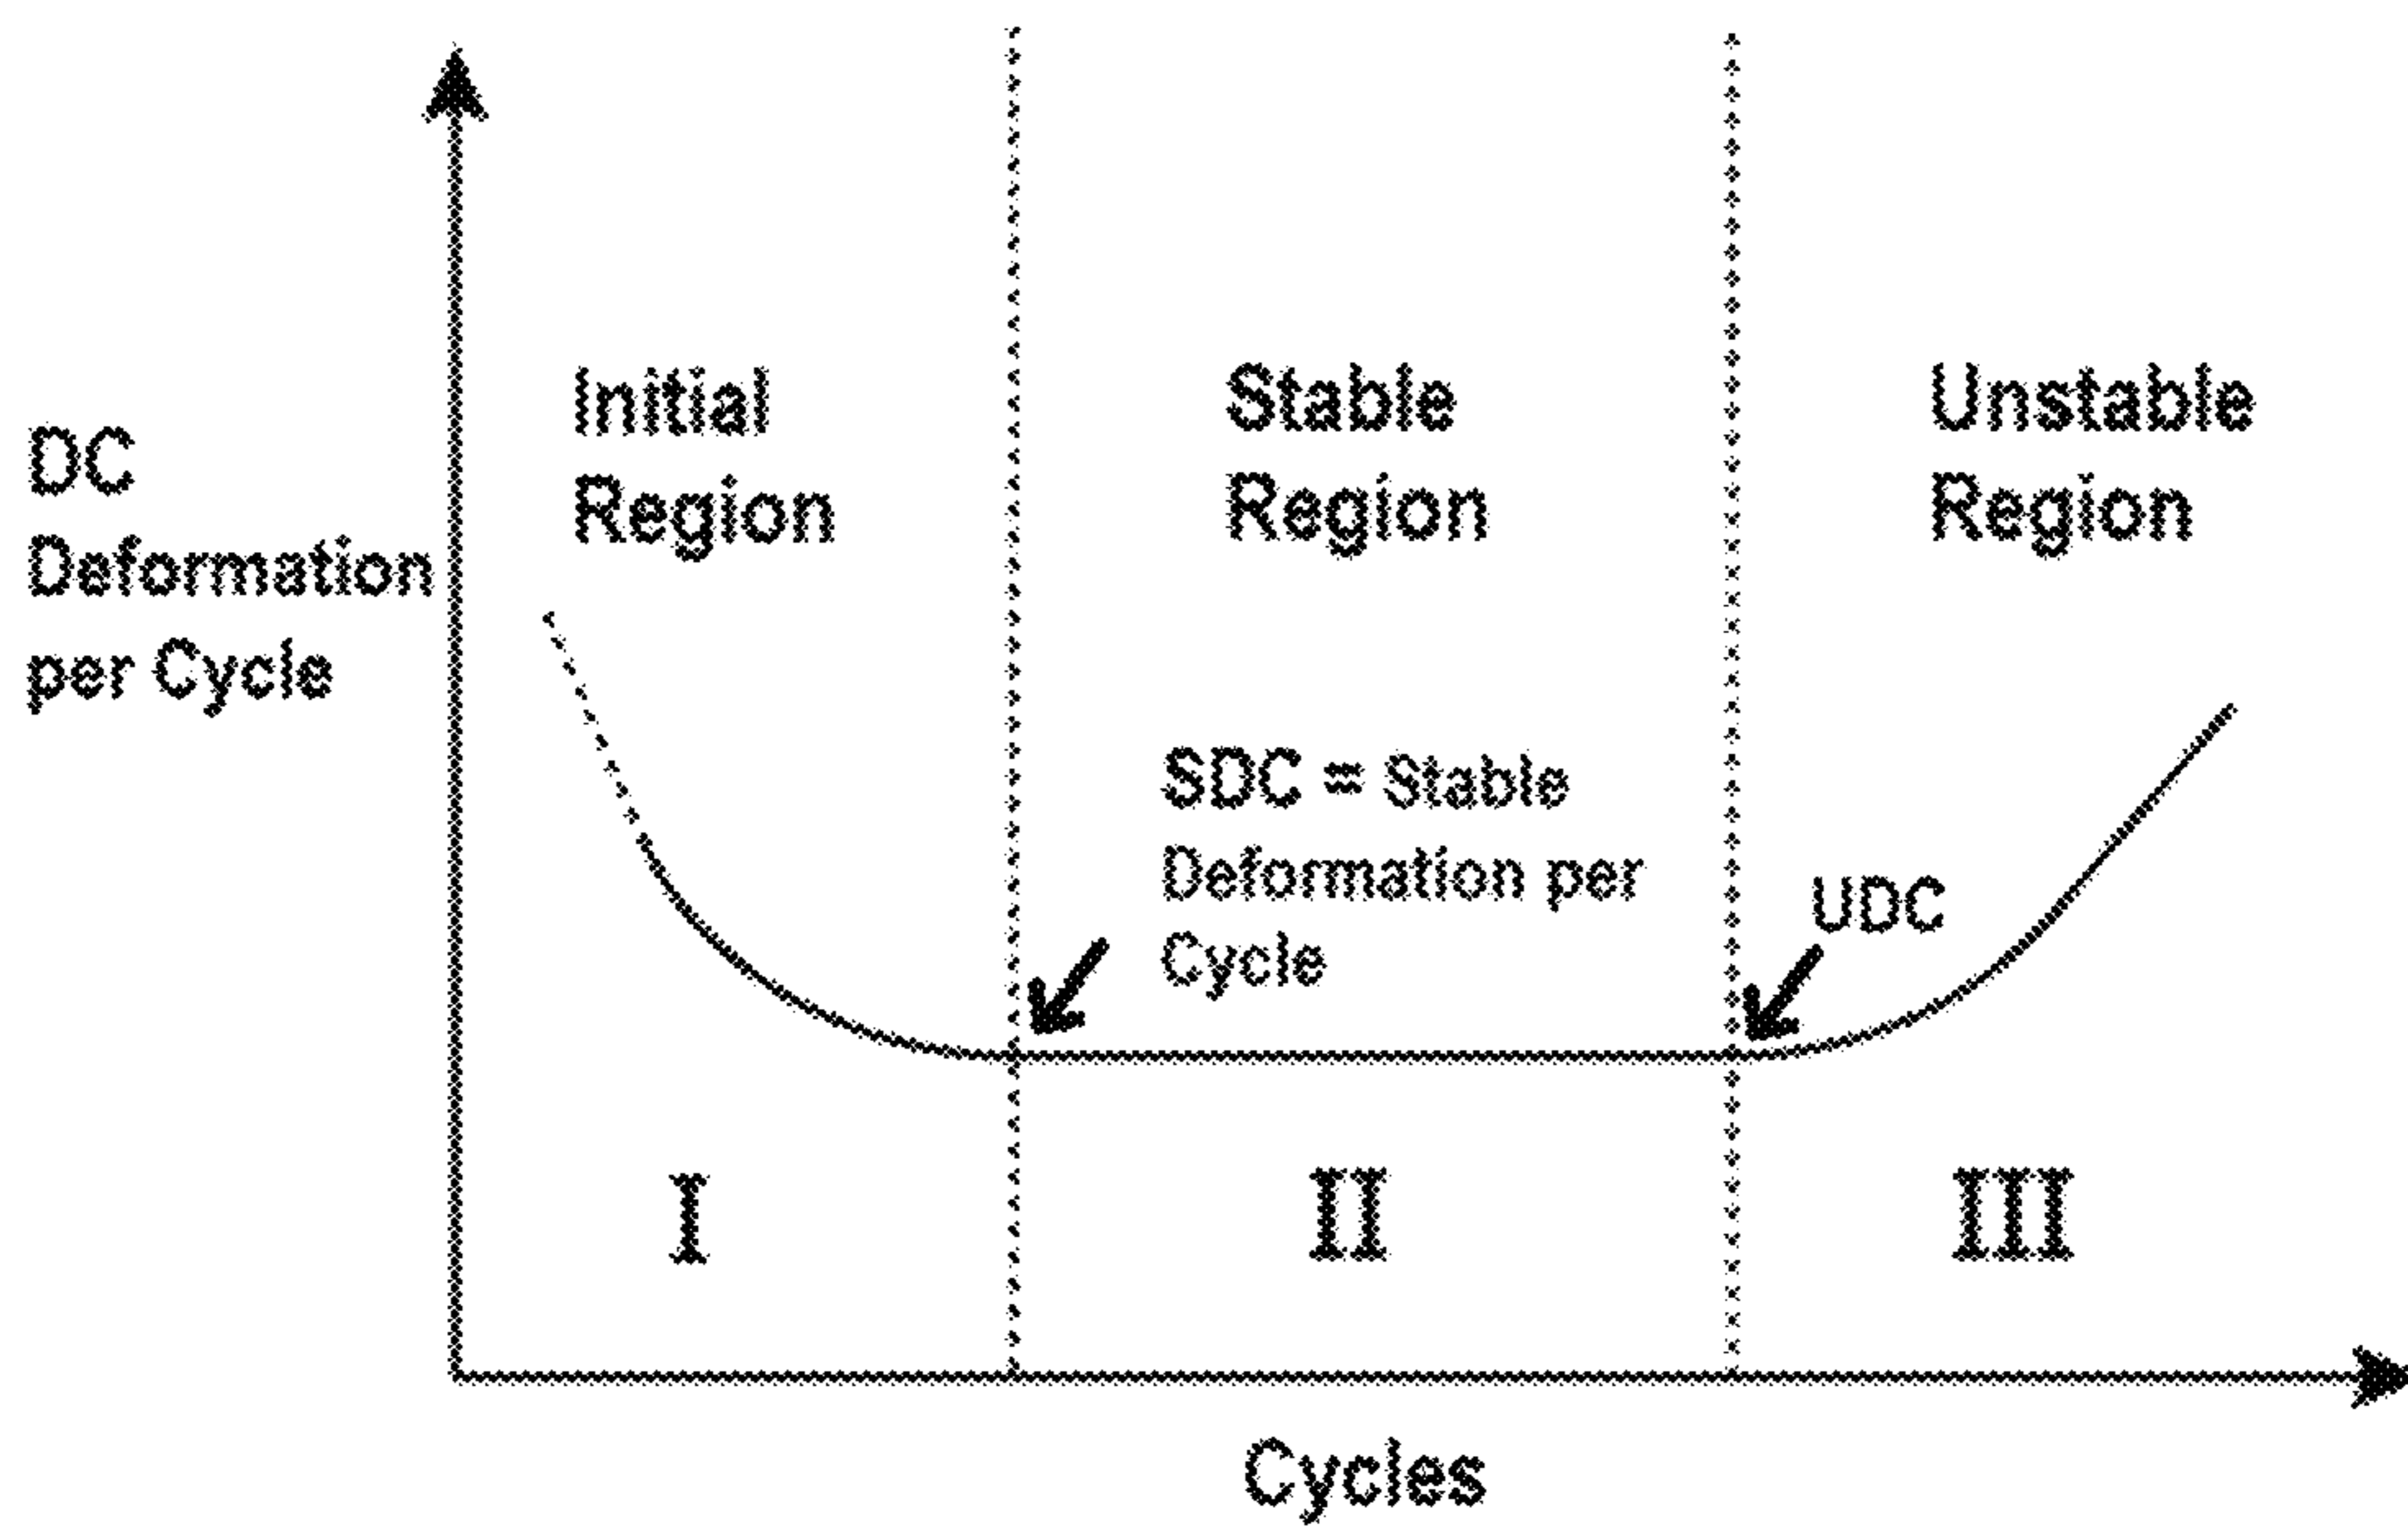 DC
Deformation
per Cycle
Initial
Region
Stable
Region
Unstable
Region
SDC = Stable
Deformation per
Cycle
UDC
I
II
III
Cycles